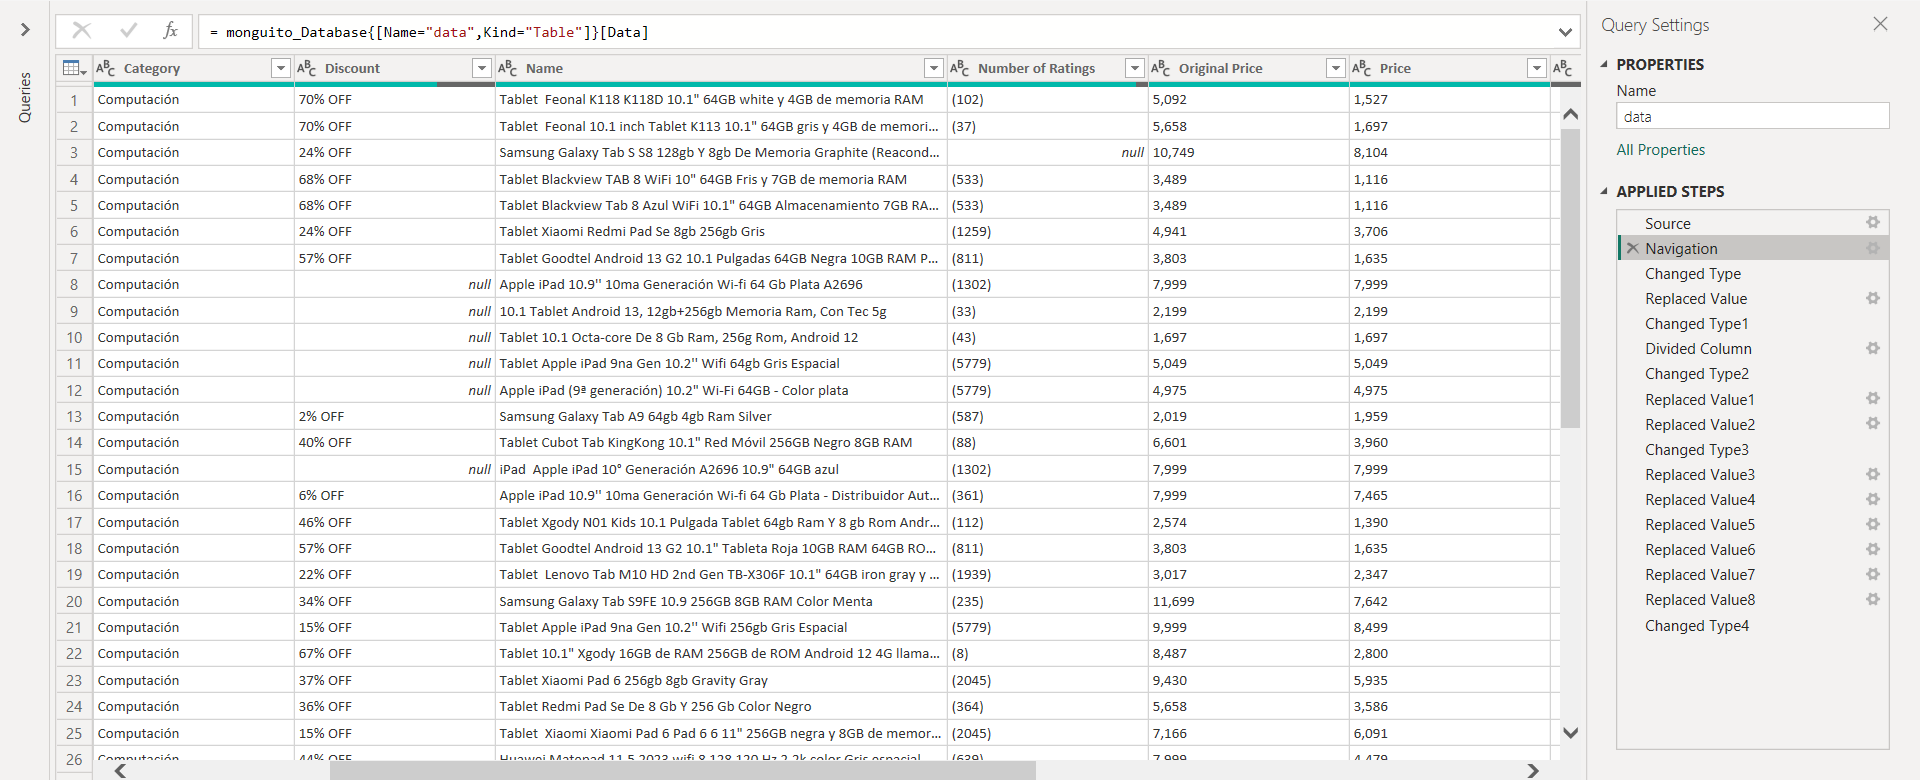 = monguito_Database{[Name="data",Kind="Table"]}[Data]
Queries
Category Discount Name Number of Ratings Original Price Price
1 Computación 70% OFF Tablet  Feonal K118 K118D 10.1" 64GB white y 4GB de memoria RAM (102) 5,092 1,527
2 Computación 70% OFF Tablet  Feonal 10.1 inch Tablet K113 10.1" 64GB gris y 4GB de memori... (37) 5,658 1,697
3 Computación 24% OFF Samsung Galaxy Tab S S8 128gb Y 8gb De Memoria Graphite (Reacond... null 10,749 8,104
4 Computación 68% OFF Tablet Blackview TAB 8 WiFi 10" 64GB Fris y 7GB de memoria RAM (533) 3,489 1,116
5 Computación 68% OFF Tablet Blackview Tab 8 Azul WiFi 10.1" 64GB Almacenamiento 7GB RA... (533) 3,489 1,116
6 Computación 24% OFF Tablet Xiaomi Redmi Pad Se 8gb 256gb Gris (1259) 4,941 3,706
7 Computación 57% OFF Tablet Goodtel Android 13 G2 10.1 Pulgadas 64GB Negra 10GB RAM P... (811) 3,803 1,635
8 Computación null Apple iPad 10.9'' 10ma Generación Wi-fi 64 Gb Plata A2696 (1302) 7,999 7,999
9 Computación null 10.1 Tablet Android 13, 12gb+256gb Memoria Ram, Con Tec 5g (33) 2,199 2,199
10 Computación null Tablet 10.1 Octa-core De 8 Gb Ram, 256g Rom, Android 12 (43) 1,697 1,697
11 Computación null Tablet Apple iPad 9na Gen 10.2'' Wifi 64gb Gris Espacial (5779) 5,049 5,049
12 Computación null Apple iPad (9ª generación) 10.2" Wi-Fi 64GB - Color plata (5779) 4,975 4,975
13 Computación 2% OFF Samsung Galaxy Tab A9 64gb 4gb Ram Silver (587) 2,019 1,959
14 Computación 40% OFF Tablet Cubot Tab KingKong 10.1" Red Móvil 256GB Negro 8GB RAM (88) 6,601 3,960
15 Computación null iPad  Apple iPad 10° Generación A2696 10.9" 64GB azul (1302) 7,999 7,999
16 Computación 6% OFF Apple iPad 10.9'' 10ma Generación Wi-fi 64 Gb Plata - Distribuidor Aut... (361) 7,999 7,465
17 Computación 46% OFF Tablet Xgody N01 Kids 10.1 Pulgada Tablet 64gb Ram Y 8 gb Rom Andr... (112) 2,574 1,390
18 Computación 57% OFF Tablet Goodtel Android 13 G2 10.1" Tableta Roja 10GB RAM 64GB RO... (811) 3,803 1,635
19 Computación 22% OFF Tablet  Lenovo Tab M10 HD 2nd Gen TB-X306F 10.1" 64GB iron gray y ... (1939) 3,017 2,347
20 Computación 34% OFF Samsung Galaxy Tab S9FE 10.9 256GB 8GB RAM Color Menta (235) 11,699 7,642
21 Computación 15% OFF Tablet Apple iPad 9na Gen 10.2'' Wifi 256gb Gris Espacial (5779) 9,999 8,499
22 Computación 67% OFF Tablet 10.1" Xgody 16GB de RAM 256GB de ROM Android 12 4G llama... (8) 8,487 2,800
23 Computación 37% OFF Tablet Xiaomi Pad 6 256gb 8gb Gravity Gray (2045) 9,430 5,935
24 Computación 36% OFF Tablet Redmi Pad Se De 8 Gb Y 256 Gb Color Negro (364) 5,658 3,586
25 Computación 15% OFF Tablet  Xiaomi Xiaomi Pad 6 Pad 6 6 11" 256GB negra y 8GB de memor... (2045) 7,166 6,091
26 Computación 44% OFF Huawei Matepad 11.5 2023 wifi 8 128 120 Hz 2.2k color Gris espacial (639) 7,999 4,479
Query Settings
PROPERTIES
Name
data
All Properties
APPLIED STEPS
Source
Navigation
Changed Type
Replaced Value
Changed Type1
Divided Column
Changed Type2
Replaced Value1
Replaced Value2
Changed Type3
Replaced Value3
Replaced Value4
Replaced Value5
Replaced Value6
Replaced Value7
Replaced Value8
Changed Type4